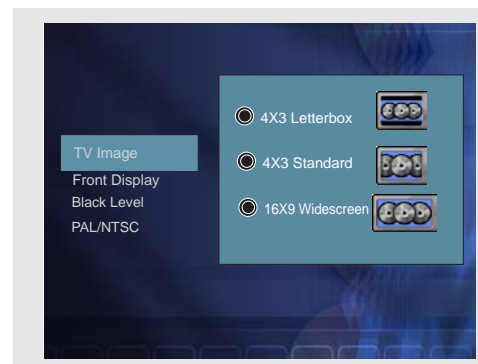 TV Image
Front Display
Black Level
PAL/NTSC
4X3 Letterbox
4X3 Standard
16X9 Widescreen